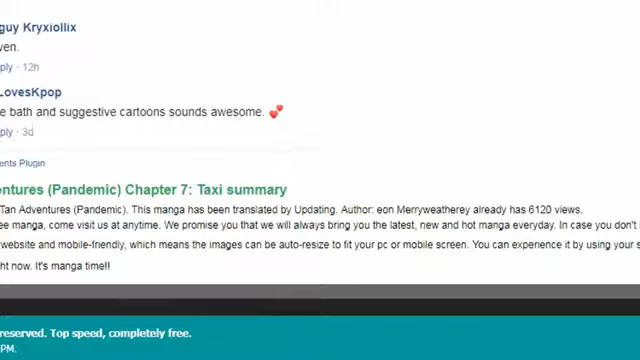 guy Kryxiollix
wen.
ply · 12h
LovesKpop
e bath and suggestive cartoons sounds awesome. 💕
ply · 3d
ents Plugin
entures (Pandemic) Chapter 7: Taxi summary
Tan Adventures (Pandemic). This manga has been translated by Updating. Author: eon Merryweatherey already has 6120 views.
ee manga, come visit us at anytime. We promise you that we will always bring you the latest, new and hot manga everyday. In case you don't
website and mobile-friendly, which means the images can be auto-resize to fit your pc or mobile screen. You can experience it by using your s
ht now. It's manga time!!
reserved. Top speed, completely free.
PM.